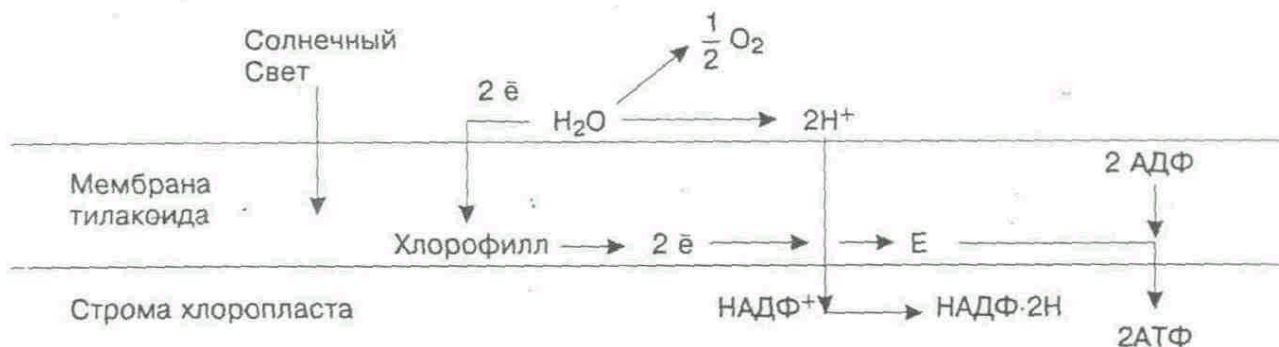 Солнечный
Свет
1/2 O₂
2 ē
H₂O
2H⁺
Мембрана
тилакоида
2 АДФ
Хлорофилл
2 ē
E
Строма хлоропласта
НАДФ⁺
НАДФ·2Н
2АТФ